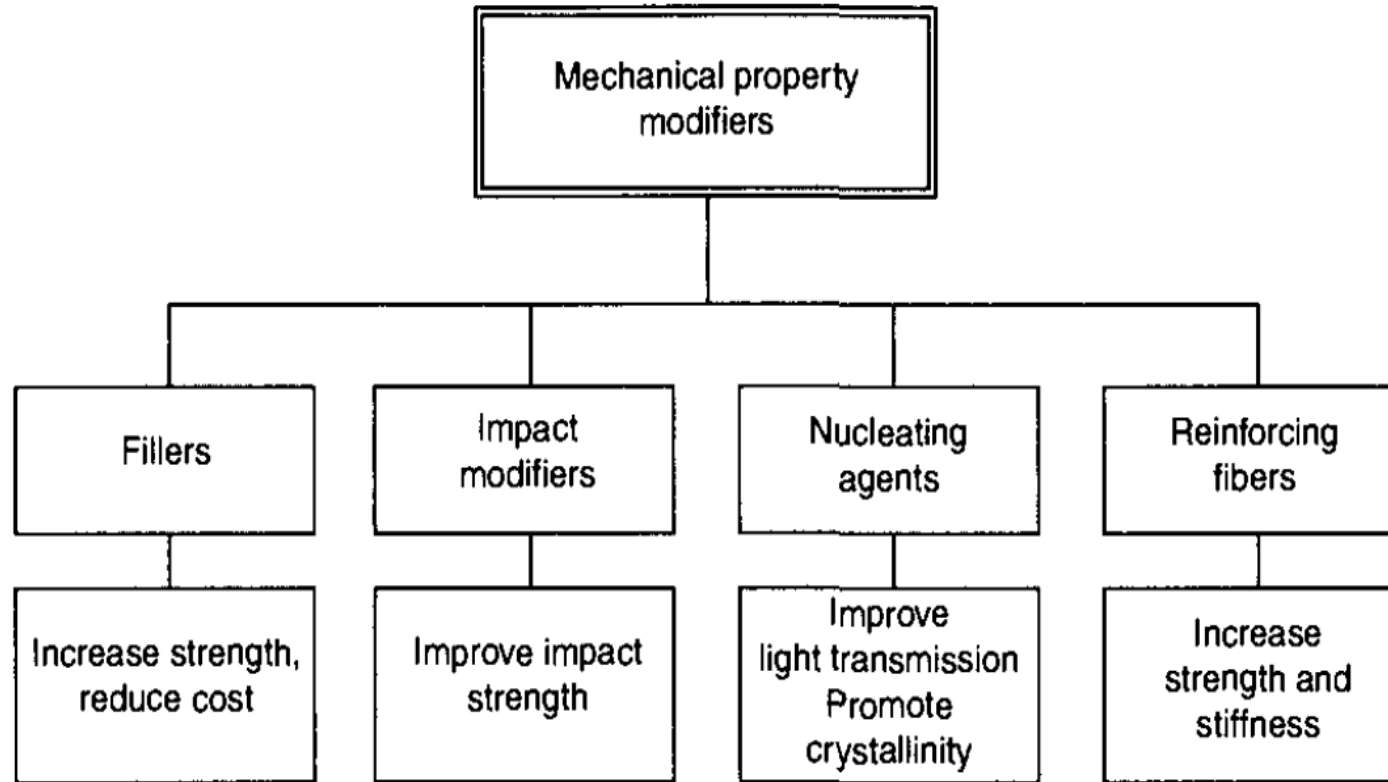 Mechanical property
modifiers
Fillers
Impact
modifiers
Nucleating
agents
Reinforcing
fibers
Increase strength,
reduce cost
Improve impact
strength
Improve
light transmission
Promote
crystallinity
Increase
strength and
stiffness